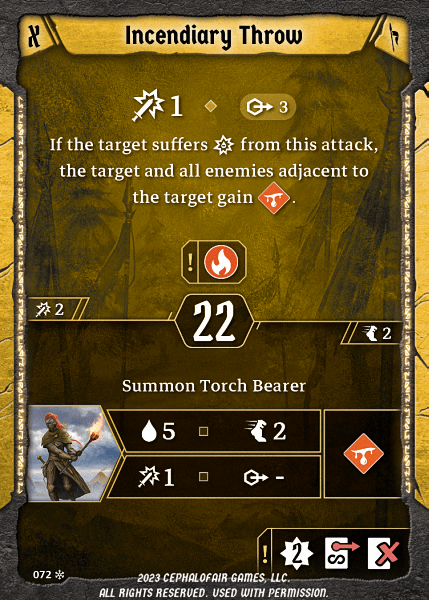 Incendiary Throw
1 3
If the target suffers from this attack,
the target and all enemies adjacent to
the target gain .
!
2
22
2
Summon Torch Bearer
5 2
1 -
! 2 S
072
2023 CEPHALOFAIR GAMES, LLC.
ALL RIGHTS RESERVED. USED WITH PERMISSION.